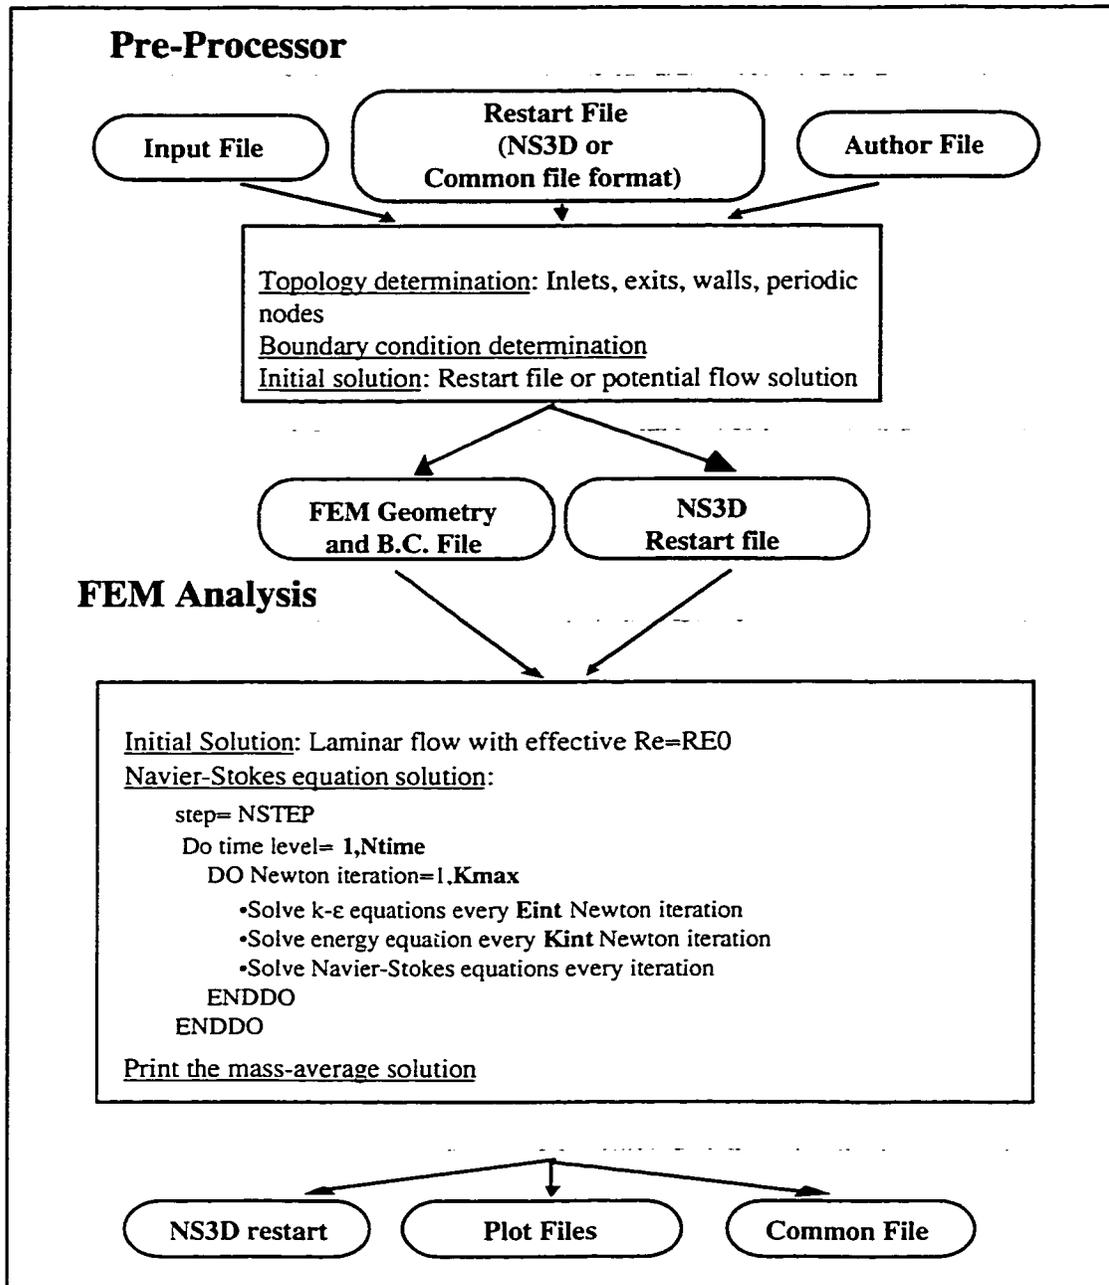 Pre-Processor
Input File
Restart File
(NS3D or
Common file format)
Author File
Topology determination: Inlets, exits, walls, periodic
nodes
Boundary condition determination
Initial solution: Restart file or potential flow solution
FEM Geometry
and B.C. File
NS3D
Restart file
FEM Analysis
Initial Solution: Laminar flow with effective Re=RE0
Navier-Stokes equation solution:
step= NSTEP
Do time level= 1,Ntime
DO Newton iteration=1,Kmax
•Solve k-ε equations every Eint Newton iteration
•Solve energy equation every Kint Newton iteration
•Solve Navier-Stokes equations every iteration
ENDDO
ENDDO
Print the mass-average solution
NS3D restart
Plot Files
Common File